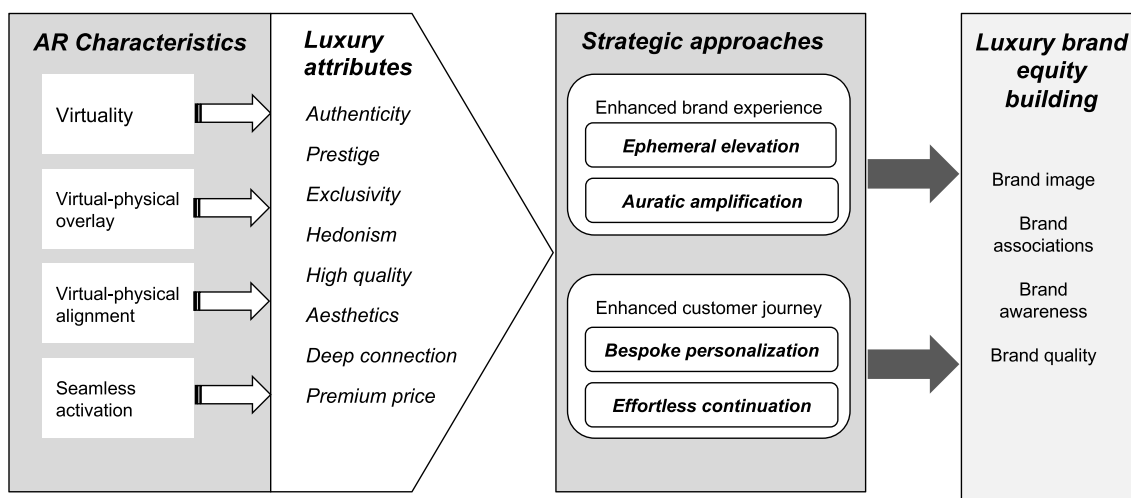 AR Characteristics
Virtuality
Virtual-physical
overlay
Virtual-physical
alignment
Seamless
activation
Luxury
attributes
Authenticity
Prestige
Exclusivity
Hedonism
High quality
Aesthetics
Deep connection
Premium price
Strategic approaches
Enhanced brand experience
Ephemeral elevation
Auratic amplification
Enhanced customer journey
Bespoke personalization
Effortless continuation
Luxury brand
equity
building
Brand image
Brand
associations
Brand
awareness
Brand quality